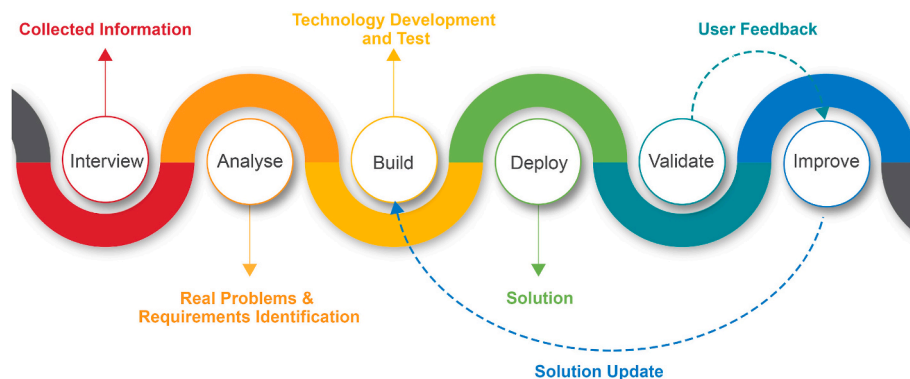 Collected Information
Technology Development
and Test
User Feedback
Interview
Analyse
Build
Deploy
Validate
Improve
Real Problems &
Requirements Identification
Solution
Solution Update